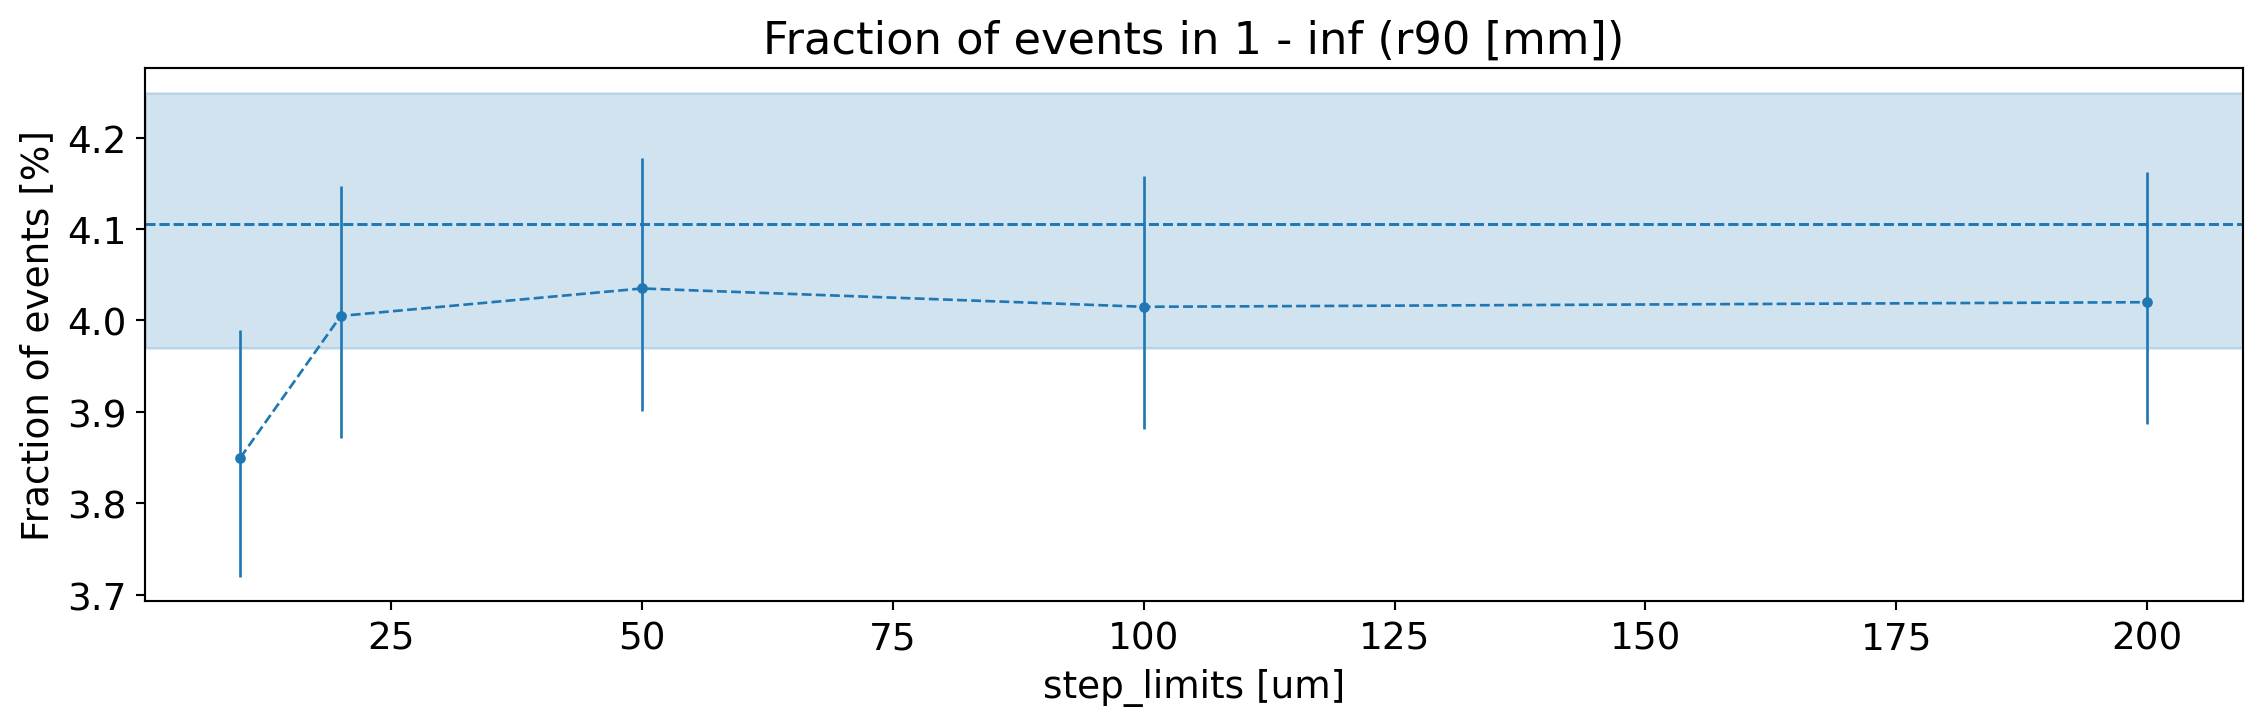 Fraction of events in 1 - inf (r90 [mm])
Fraction of events [%]
4.2
4.1
4.0
3.9
3.8
3.7
25 50 75 100 125 150 175 200
step_limits [um]